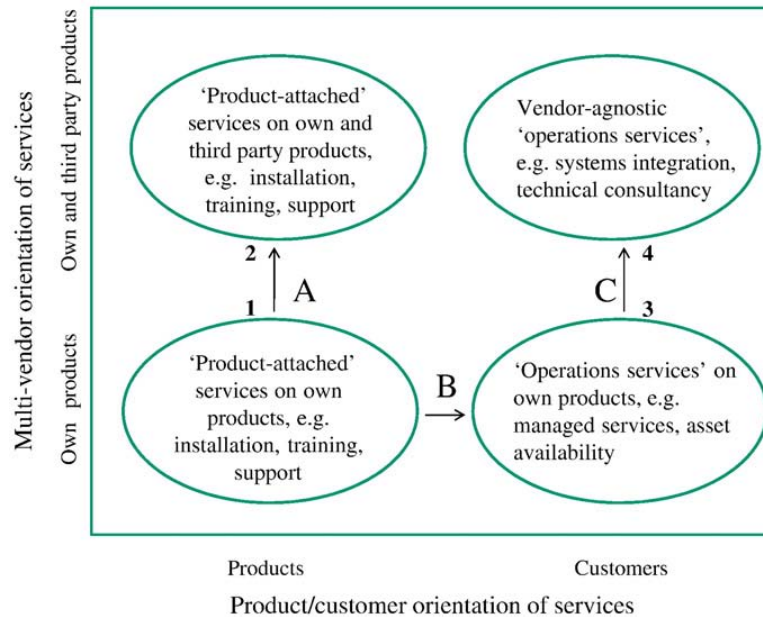 Multi-vendor orientation of services
Own and third party products
Own products
‘Product-attached’
services on own and
third party products,
e.g. installation,
training, support
Vendor-agnostic
‘operations services’,
e.g. systems integration,
technical consultancy
2
A
1
4
C
3
‘Product-attached’
services on own
products, e.g.
installation, training,
support
B
‘Operations services’ on
own products, e.g.
managed services, asset
availability
Products
Customers
Product/customer orientation of services